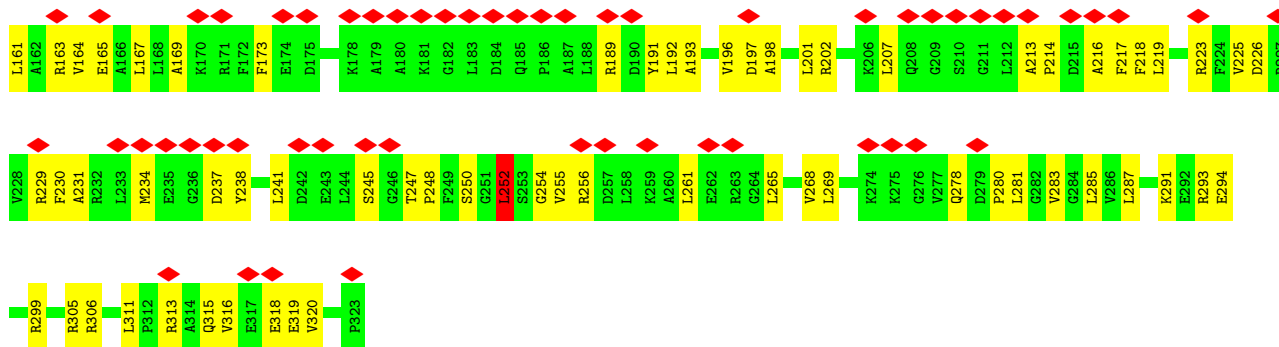 L161 A162 R163 V164 E165 A166 L167 L168 A169 K170 R171 F172 F173 E174 D175 K178 A179 A180 K181 G182 L183 D184 Q185 P186 A187 L188 R189 D190 Y191 L192 A193 V196 D197 A198 L201 R202 K206 L207 Q208 G209 S210 G211 L212 A213 P214 D215 A216 F217 F218 L219 R223 F224 V225 D226
V228 R229 F230 A231 R232 L233 M234 E235 G236 D237 Y238 L241 D242 E243 L244 S245 G246 T247 P248 F249 S250 G251 L252 S253 G254 V255 R256 D257 L258 K259 A260 L261 E262 R263 G264 L265 V268 L269 K274 K275 G276 V277 Q278 D279 P280 L281 G282 V283 G284 L285 V286 L287 K291 E292 R293 E294
R299 R305 R306 L311 P312 R313 A314 Q315 V316 E317 E318 E319 V320 P323